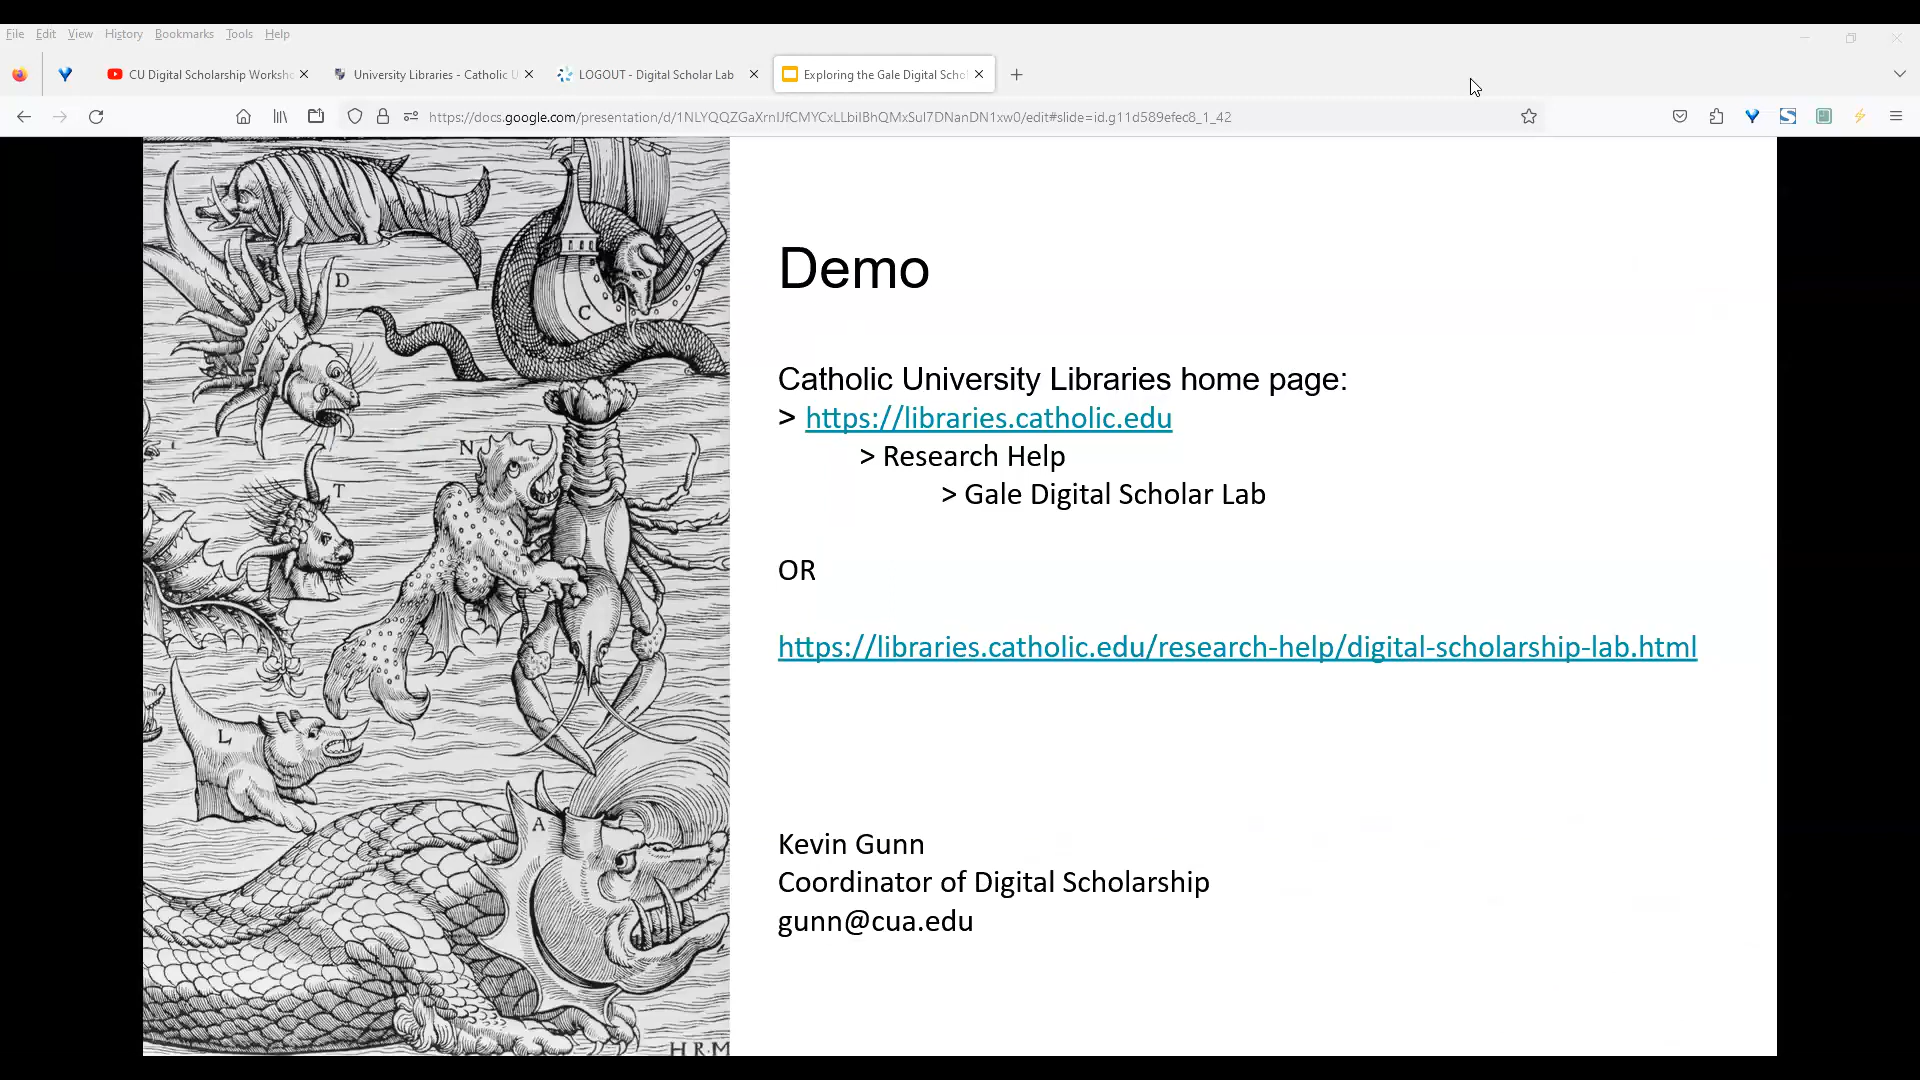 File Edit View History Bookmarks Tools Help
CU Digital Scholarship Worksho
University Libraries - Catholic U
LOGOUT - Digital Scholar Lab
Exploring the Gale Digital Schol
https://docs.google.com/presentation/d/1NLYQQZGaXrnIJfCMYCxLLbiIBhQMxSul7DNanDN1xw0/edit#slide=id.g11d589efec8_1_42
Demo
Catholic University Libraries home page:
> https://libraries.catholic.edu
> Research Help
> Gale Digital Scholar Lab
OR
https://libraries.catholic.edu/research-help/digital-scholarship-lab.html
Kevin Gunn
Coordinator of Digital Scholarship
gunn@cua.edu
D
C
N
T
L
A
H R M